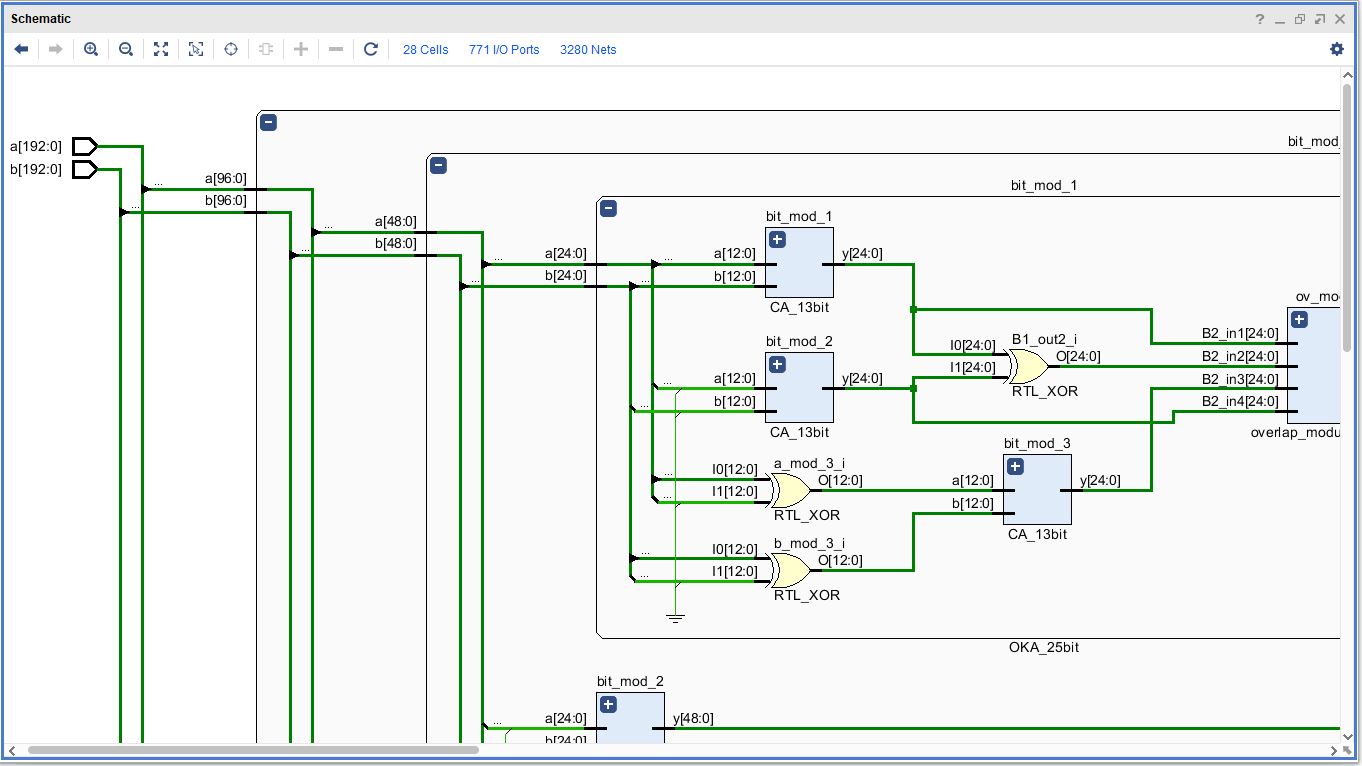 Schematic
28 Cells 771 I/O Ports 3280 Nets
bit_mod_
a[192:0]
b[192:0]
a[96:0]
b[96:0]
bit_mod_1
a[48:0]
b[48:0]
bit_mod_1
a[24:0] a[12:0] y[24:0]
b[24:0] b[12:0]
CA_13bit
ov_mo
bit_mod_2
B1_out2_i
I0[24:0] O[24:0]
I1[24:0]
RTL_XOR
B2_in1[24:0]
B2_in2[24:0]
B2_in3[24:0]
B2_in4[24:0]
overlap_modu
a[12:0] y[24:0]
b[12:0]
CA_13bit
bit_mod_3
a_mod_3_i
I0[12:0] O[12:0]
I1[12:0]
RTL_XOR
a[12:0] y[24:0]
b[12:0]
CA_13bit
b_mod_3_i
I0[12:0] O[12:0]
I1[12:0]
RTL_XOR
OKA_25bit
bit_mod_2
a[24:0] y[48:0]
b[24:0]